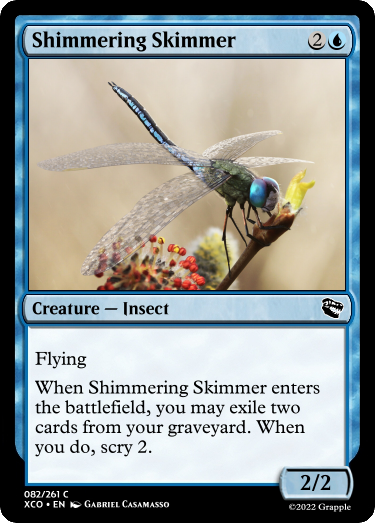 Shimmering Skimmer 2
Creature — Insect
Flying
When Shimmering Skimmer enters
the battlefield, you may exile two
cards from your graveyard. When
you do, scry 2.
2/2
082/261 C
XCO • EN Gabriel Casamasso
©2022 Grapple